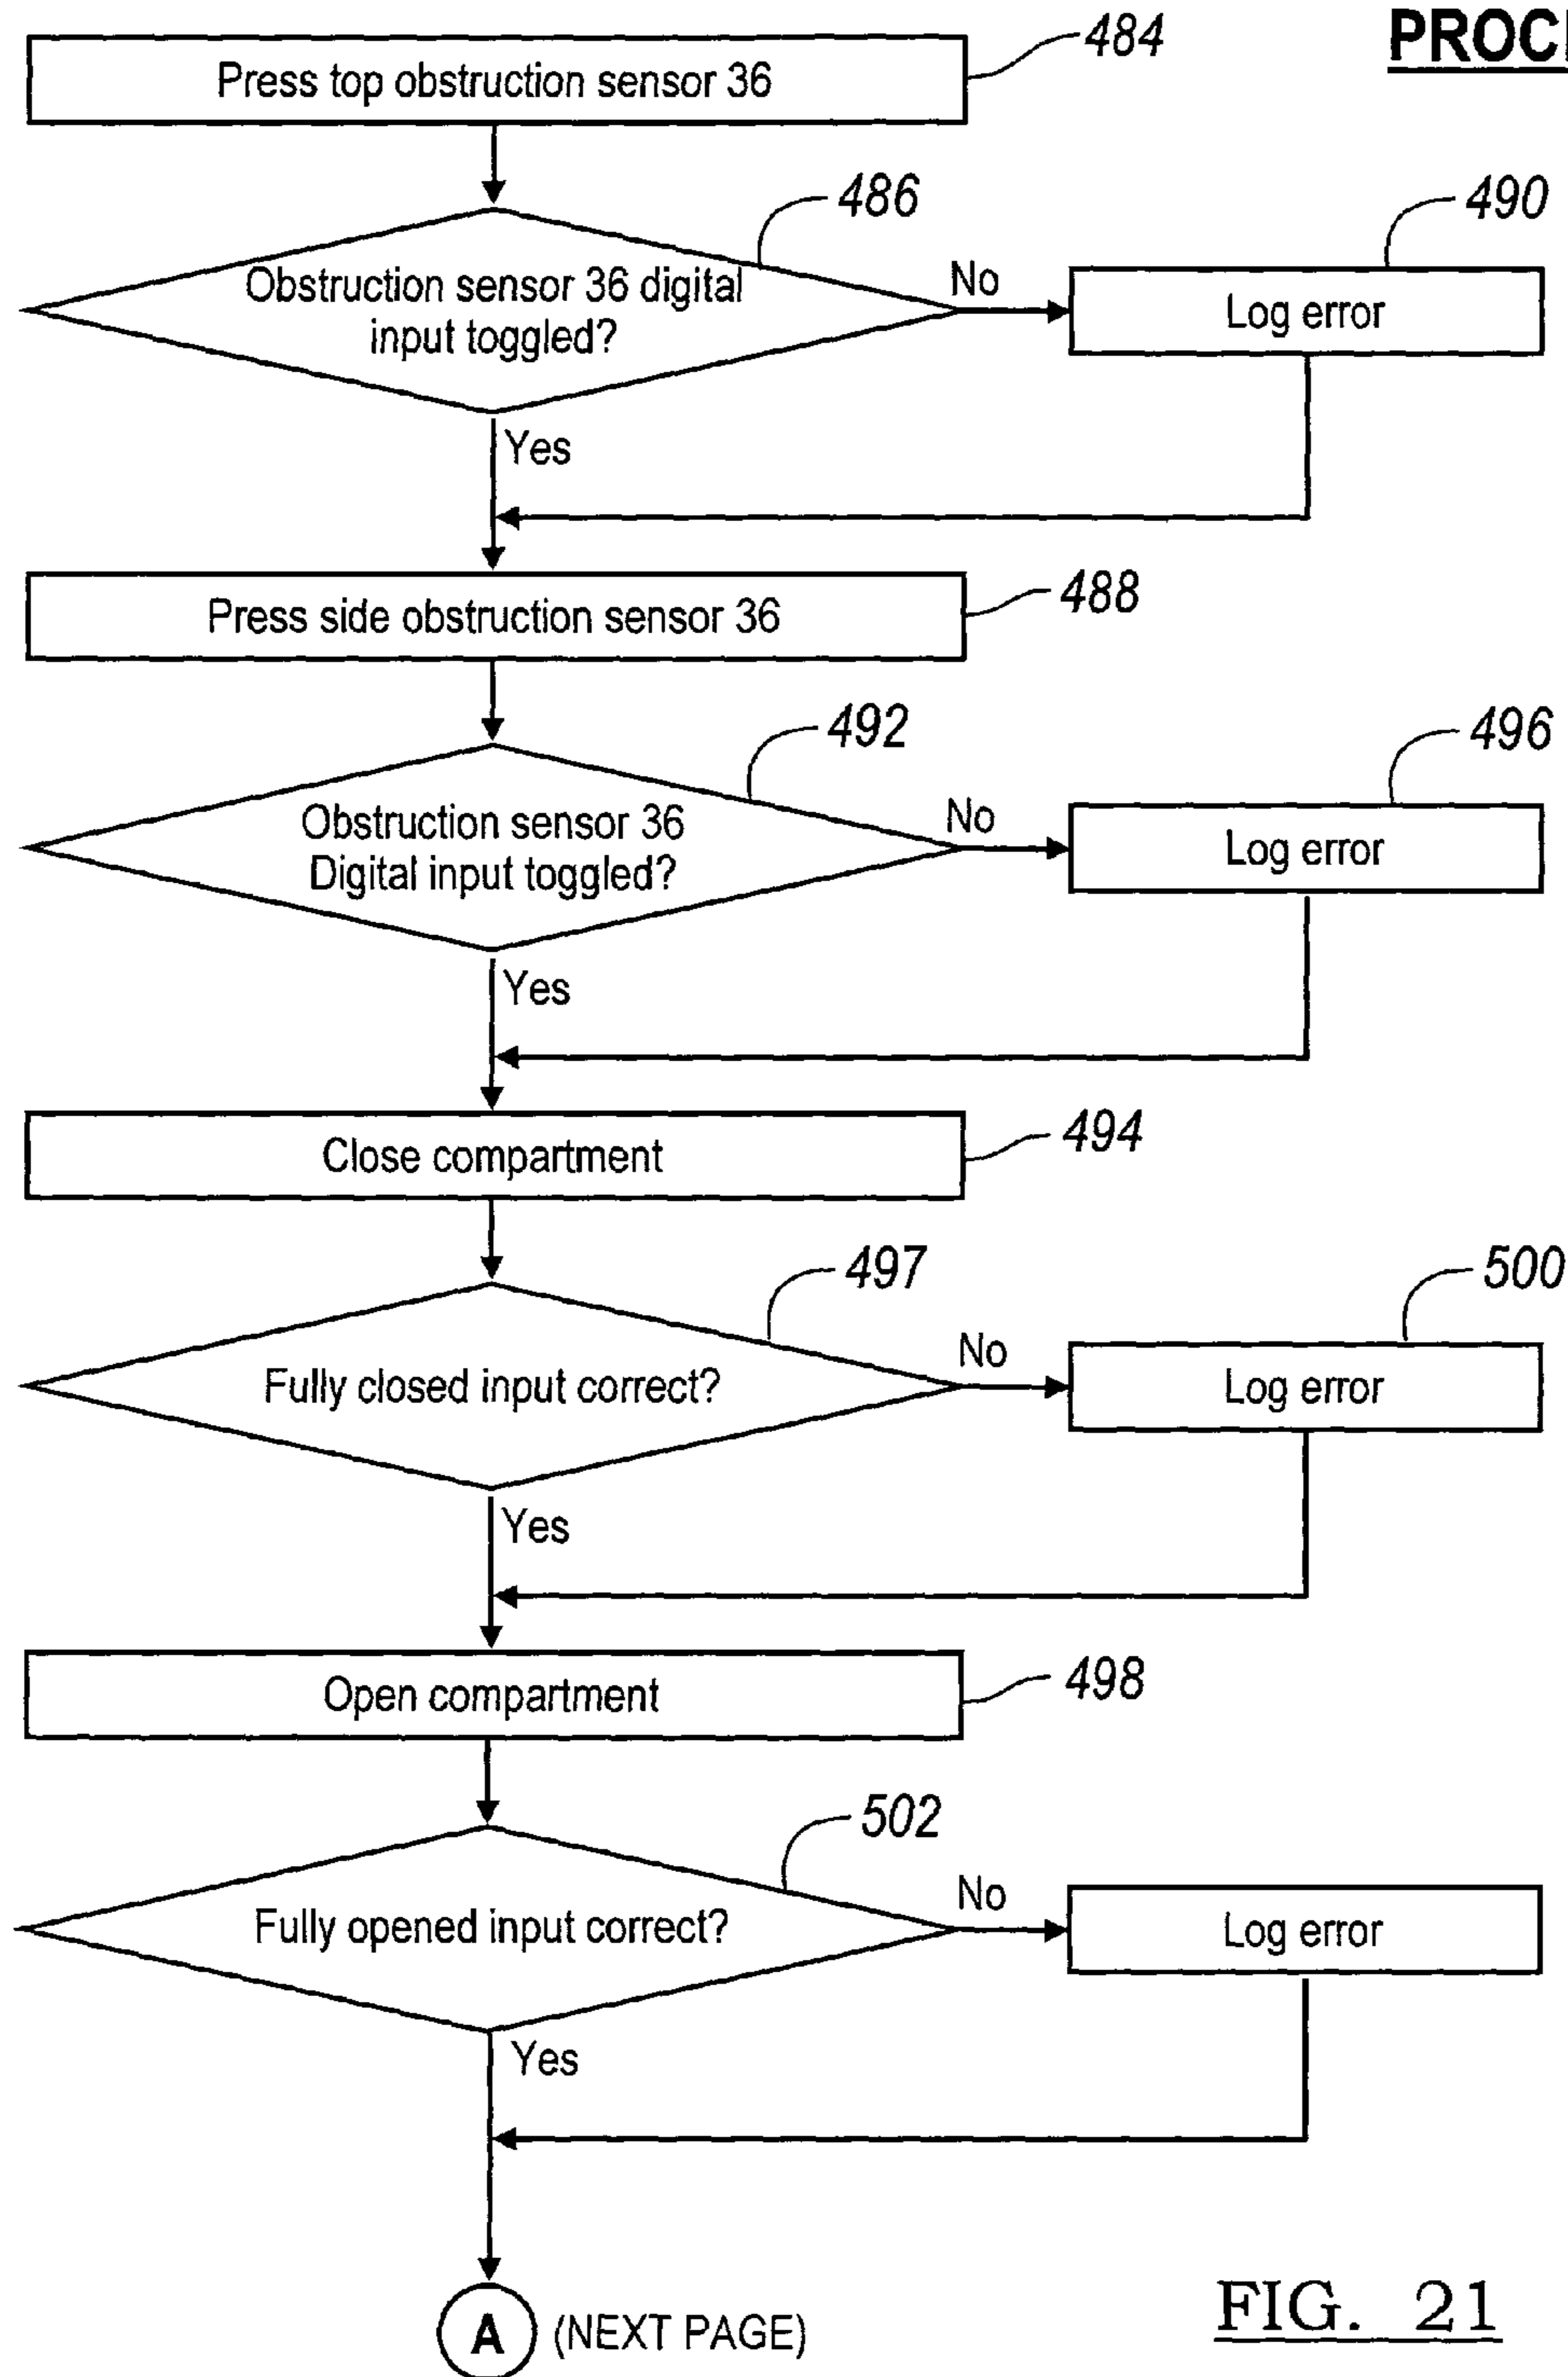 PROC
484
Press top obstruction sensor 36
486
490
Obstruction sensor 36 digital
input toggled?
No
Log error
Yes
488
Press side obstruction sensor 36
492
496
Obstruction sensor 36
Digital input toggled?
No
Log error
Yes
494
Close compartment
497
500
Fully closed input correct?
No
Log error
Yes
498
Open compartment
502
Fully opened input correct?
No
Log error
Yes
A (NEXT PAGE)
FIG. 21